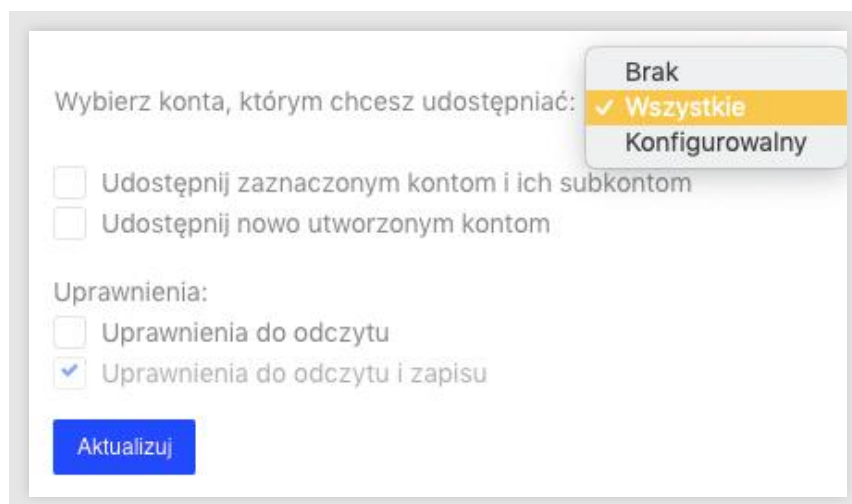 Wybierz konta, którym chcesz udostępniać:
Brak
Wszystkie
Konfigurowalny
Udostępnij zaznaczonym kontom i ich subkontom
Udostępnij nowo utworzonym kontom
Uprawnienia:
Uprawnienia do odczytu
Uprawnienia do odczytu i zapisu
Aktualizuj